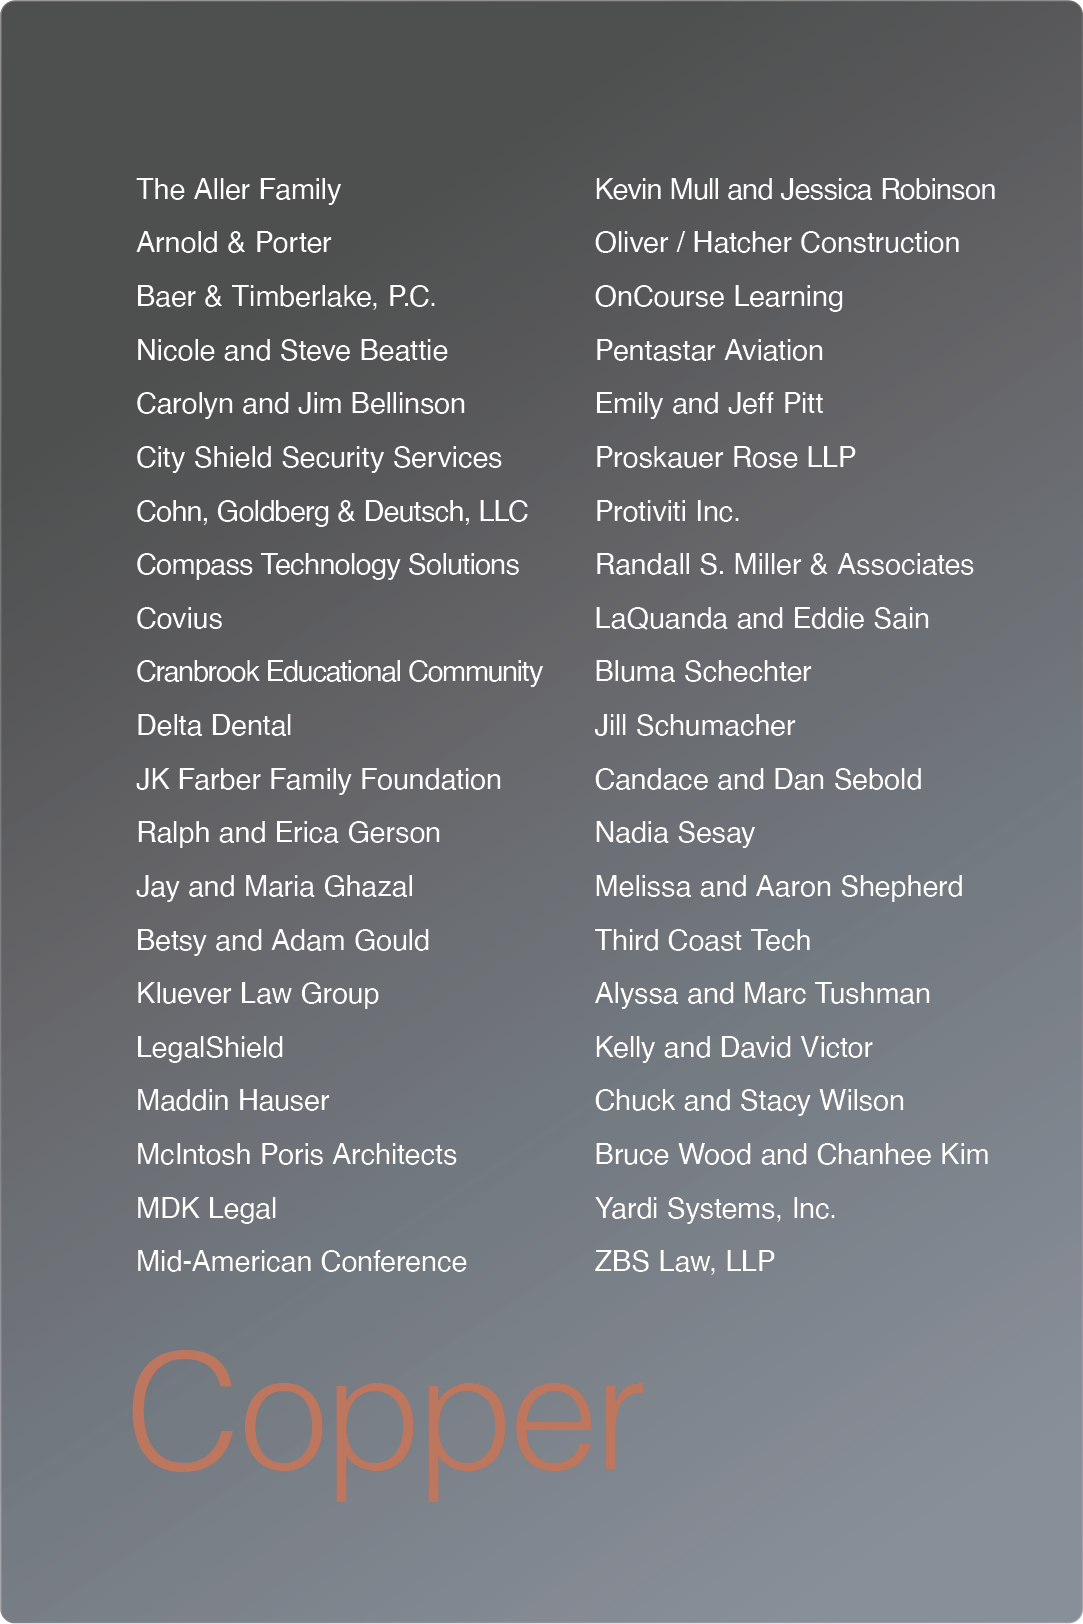 The Aller Family
Arnold & Porter
Baer & Timberlake, P.C.
Nicole and Steve Beattie
Carolyn and Jim Bellinson
City Shield Security Services
Cohn, Goldberg & Deutsch, LLC
Compass Technology Solutions
Covius
Cranbrook Educational Community
Delta Dental
JK Farber Family Foundation
Ralph and Erica Gerson
Jay and Maria Ghazal
Betsy and Adam Gould
Kluever Law Group
LegalShield
Maddin Hauser
McIntosh Poris Architects
MDK Legal
Mid-American Conference
Kevin Mull and Jessica Robinson
Oliver / Hatcher Construction
OnCourse Learning
Pentastar Aviation
Emily and Jeff Pitt
Proskauer Rose LLP
Protiviti Inc.
Randall S. Miller & Associates
LaQuanda and Eddie Sain
Bluma Schechter
Jill Schumacher
Candace and Dan Sebold
Nadia Sesay
Melissa and Aaron Shepherd
Third Coast Tech
Alyssa and Marc Tushman
Kelly and David Victor
Chuck and Stacy Wilson
Bruce Wood and Chanhee Kim
Yardi Systems, Inc.
ZBS Law, LLP
Copper